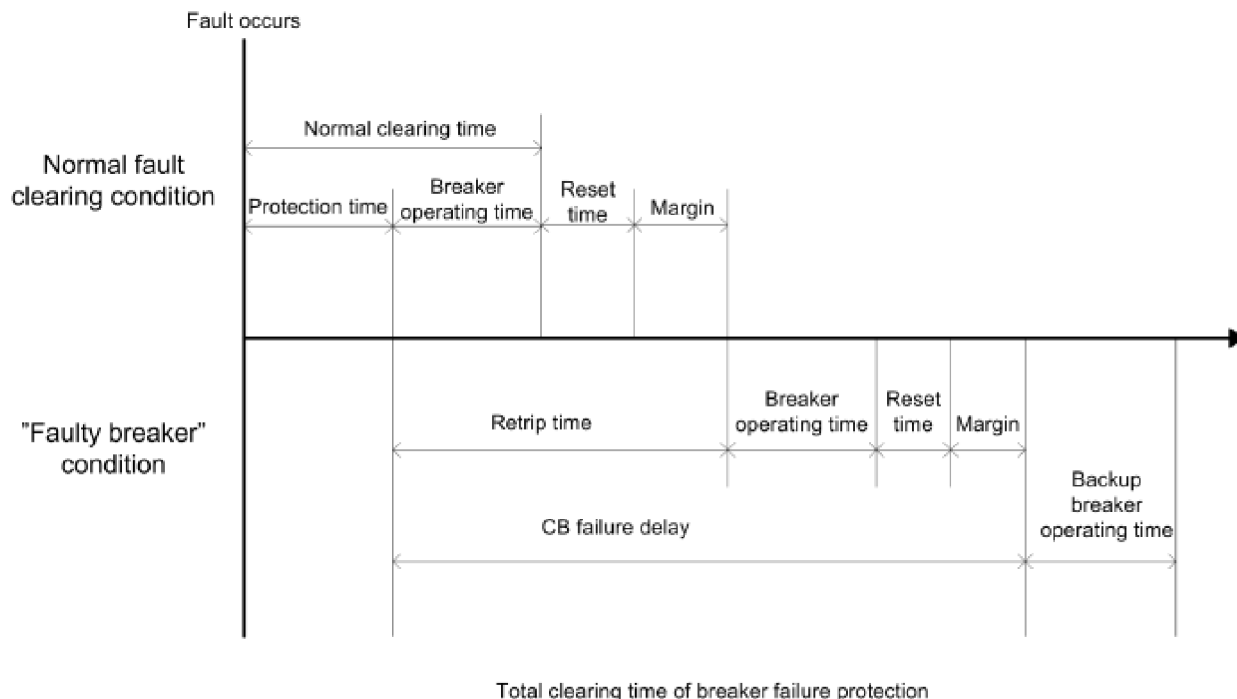 Fault occurs
Normal clearing time
Normal fault
clearing condition
Protection time
Breaker
operating time
Reset
time
Margin
"Faulty breaker"
condition
Retrip time
Breaker
operating time
Reset
time
Margin
CB failure delay
Backup
breaker
operating time
Total clearing time of breaker failure protection